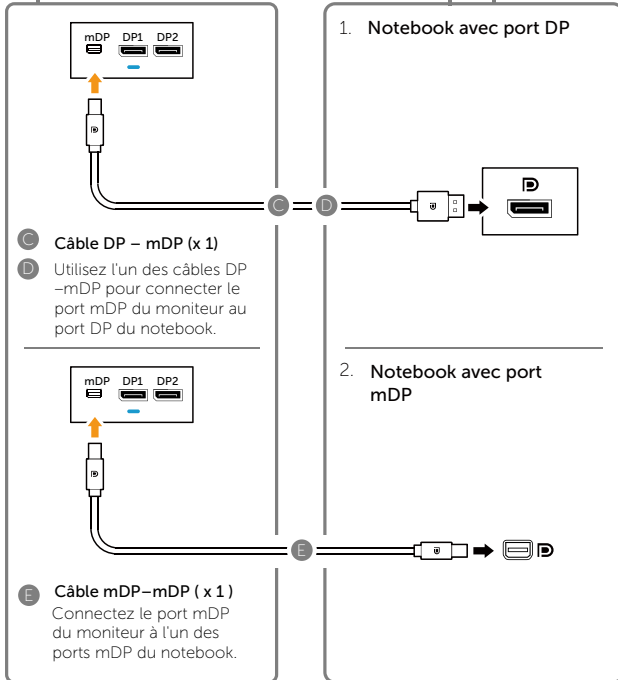 mDP DP1 DP2
1. Notebook avec port DP
C D
C Câble DP – mDP (x 1)
D Utilisez l'un des câbles DP
–mDP pour connecter le
port mDP du moniteur au
port DP du notebook.
mDP DP1 DP2
2. Notebook avec port
mDP
E
E Câble mDP–mDP ( x 1 )
Connectez le port mDP
du moniteur à l'un des
ports mDP du notebook.